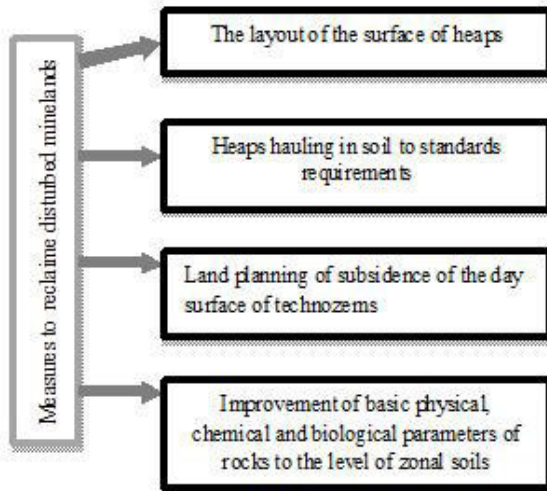 Measures to reclaime disturbed minelands
The layout of the surface of heaps
Heaps hauling in soil to standards
requirements
Land planning of subsidence of the day
surface of technozems
Improvement of basic physical,
chemical and biological parameters of
rocks to the level of zonal soils